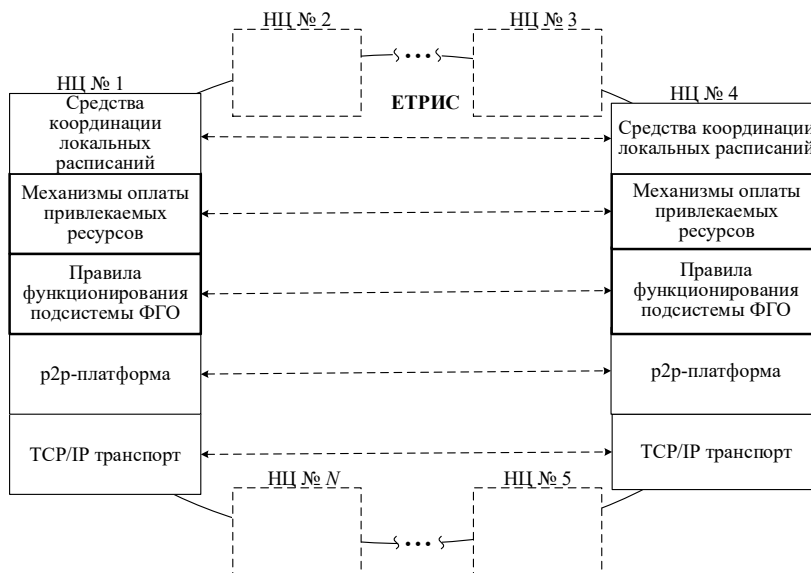 НЦ № 2
НЦ № 3
НЦ № 1
ЕТРИС
НЦ № 4
Средства
координации
локальных
расписаний
Средства координации
локальных расписаний
Механизмы оплаты
привлекаемых
ресурсов
Механизмы оплаты
привлекаемых
ресурсов
Правила
функционирования
подсистемы ФГО
Правила
функционирования
подсистемы ФГО
p2p-платформа
p2p-платформа
TCP/IP транспорт
TCP/IP транспорт
НЦ № N
НЦ № 5